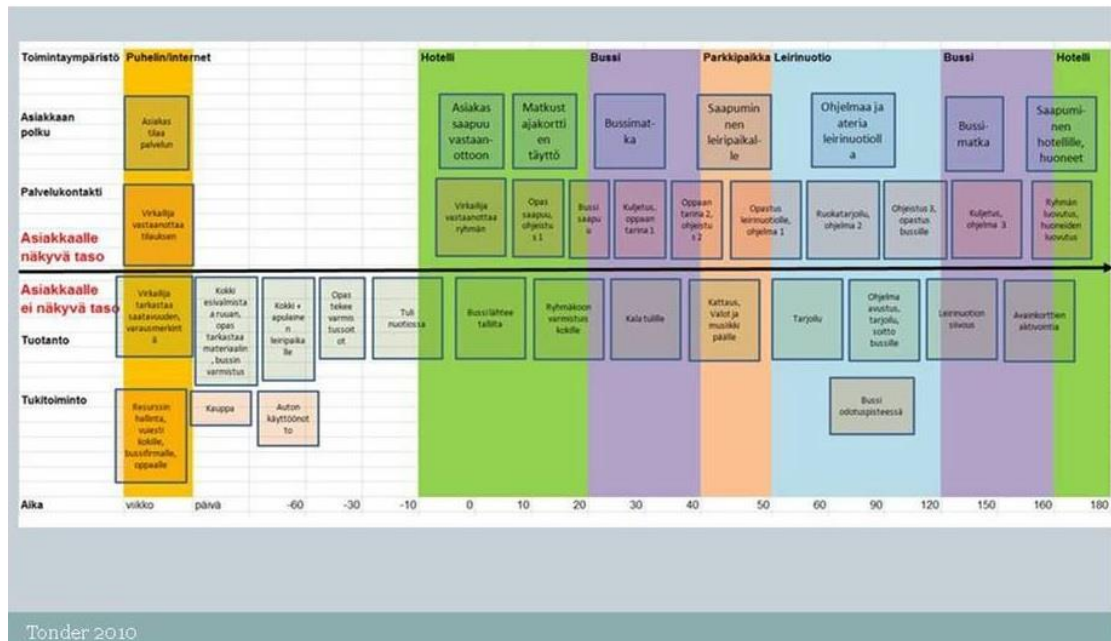 Toimintaympäristö Puhelin/internet Hotelli Bussi Parkkipaikka Leirinuotio Bussi Hotelli
Asiakkaan
polku
Asiakas
tilaa
palvelun
Asiakas
saapuu
vastaan-
ottoon
Matkust
ajakortti
en
täyttö
Bussimat-
ka
Saapumi
nen
leiripaikal-
le
Ohjelmaa ja
ateria
leirinuotioll
a
Bussi-
matka
Saapumi-
nen
hotellille,
huoneet
Palvelukontakti
Virkailija
vastaanottaa
tilauksen
Virkailija
vastaanottaa
ryhmän
Opas
saapuu,
ohjeistu
s 1
Bussi
saapu
u
Kuljetus,
oppaan
tarina 1
Oppaan
tarina 2,
ohjeistu
s 2
Opastus
leirinuotiolle,
ohjelma 1
Ruokatarjoilu,
ohjelma 2
Ohjeistus 3,
opastus
bussille
Kuljetus,
ohjelma 3
Ryhmän
luovutus,
huoneiden
luovutus
Asiakkaalle
näkyvä taso
Asiakkaalle
ei näkyvä taso
Tuotanto
Virkailija
tarkastaa
saatavuuden,
varausmerkint
ä
Kokki
esivalmista
a ruuan,
opas
tarkastaa
materiaalin
, bussin
varmistus
Kokki +
apulaine
n
leiripaika
lle
Opas
tekee
varmis
tussoit
ot
Tuli
nuotiossa
Bussi lähtee
tallilta
Ryhmäkoon
varmistus
kokille
Kala tulille
Kattaus,
Valot ja
musiikki
päälle
Tarjoilu
Ohjelma
avustus,
tarjoilu,
soitto
bussille
Leirinuotion
siivous
Avainkorttien
aktivointia
Tukitoiminto
Resurssin
hallinta,
viesti
kokille,
bussifirmalle,
oppaalle
Kauppa
Auton
käyttöönot
to
Bussi
odotuspisteessä
Aika viikko päivä -60 -30 -10 0 10 20 30 40 50 60 90 120 150 160 180
Tonder 2010